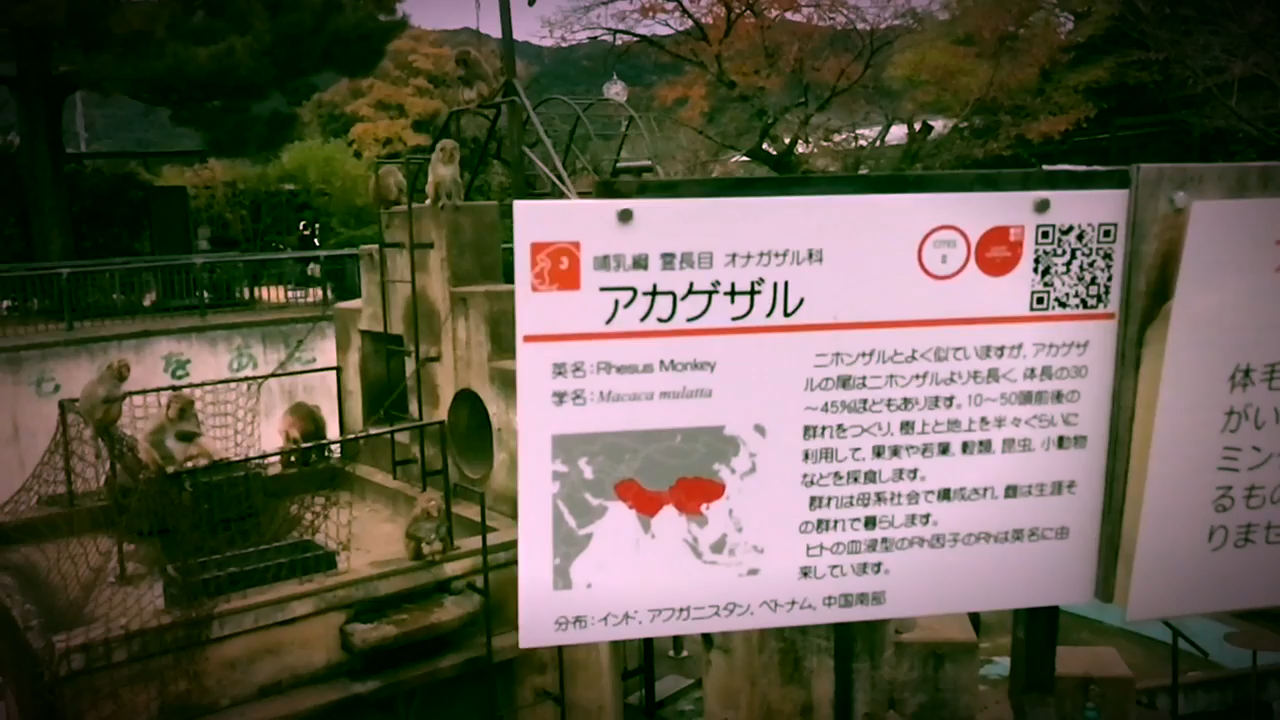 哺乳綱 霊長目 オナガザル科
アカゲザル
英名：Rhesus Monkey
学名：Macaca mulatta
ニホンザルとよく似ていますが、アカゲザ
ルの尾はニホンザルよりも長く、体長の30
～45%ほどもあります。10～50頭前後の
群れをつくり、樹上と地上を半々ぐらいに
利用して、果実や若葉、穀類、昆虫、小動物
などを採食します。
群れは母系社会で構成され、雌は生涯そ
の群れで暮らします。
ヒトの血液型のRh因子のRhは英名に由
来しています。
分布：インド、アフガニスタン、ベトナム、中国南部
体毛
がい
ミン
るもの
りませ
を あ